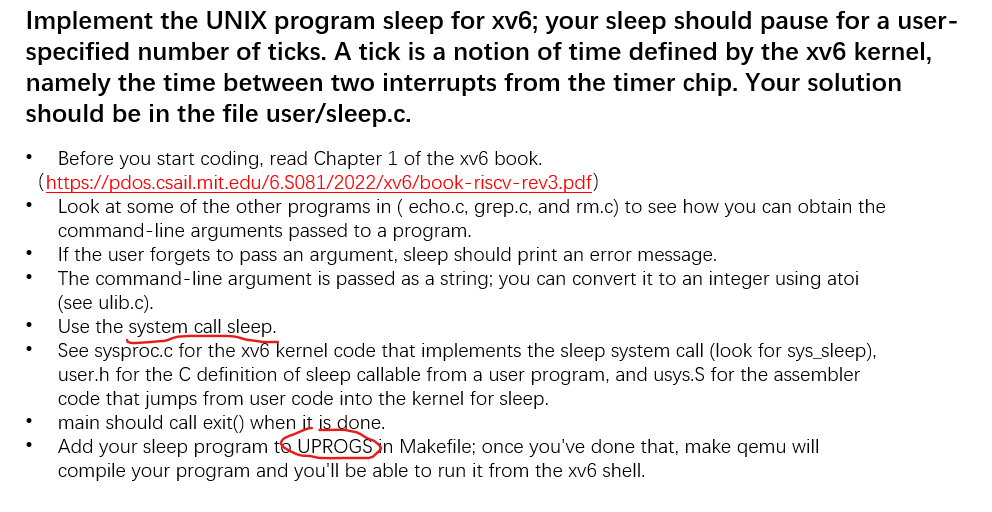 Implement the UNIX program sleep for xv6; your sleep should pause for a user-
specified number of ticks. A tick is a notion of time defined by the xv6 kernel,
namely the time between two interrupts from the timer chip. Your solution
should be in the file user/sleep.c.
• Before you start coding, read Chapter 1 of the xv6 book.
(https://pdos.csail.mit.edu/6.S081/2022/xv6/book-riscv-rev3.pdf)
• Look at some of the other programs in ( echo.c, grep.c, and rm.c) to see how you can obtain the
command-line arguments passed to a program.
• If the user forgets to pass an argument, sleep should print an error message.
• The command-line argument is passed as a string; you can convert it to an integer using atoi
(see ulib.c).
• Use the system call sleep.
• See sysproc.c for the xv6 kernel code that implements the sleep system call (look for sys_sleep),
user.h for the C definition of sleep callable from a user program, and usys.S for the assembler
code that jumps from user code into the kernel for sleep.
• main should call exit() when it is done.
• Add your sleep program to UPROGS in Makefile; once you've done that, make qemu will
compile your program and you'll be able to run it from the xv6 shell.